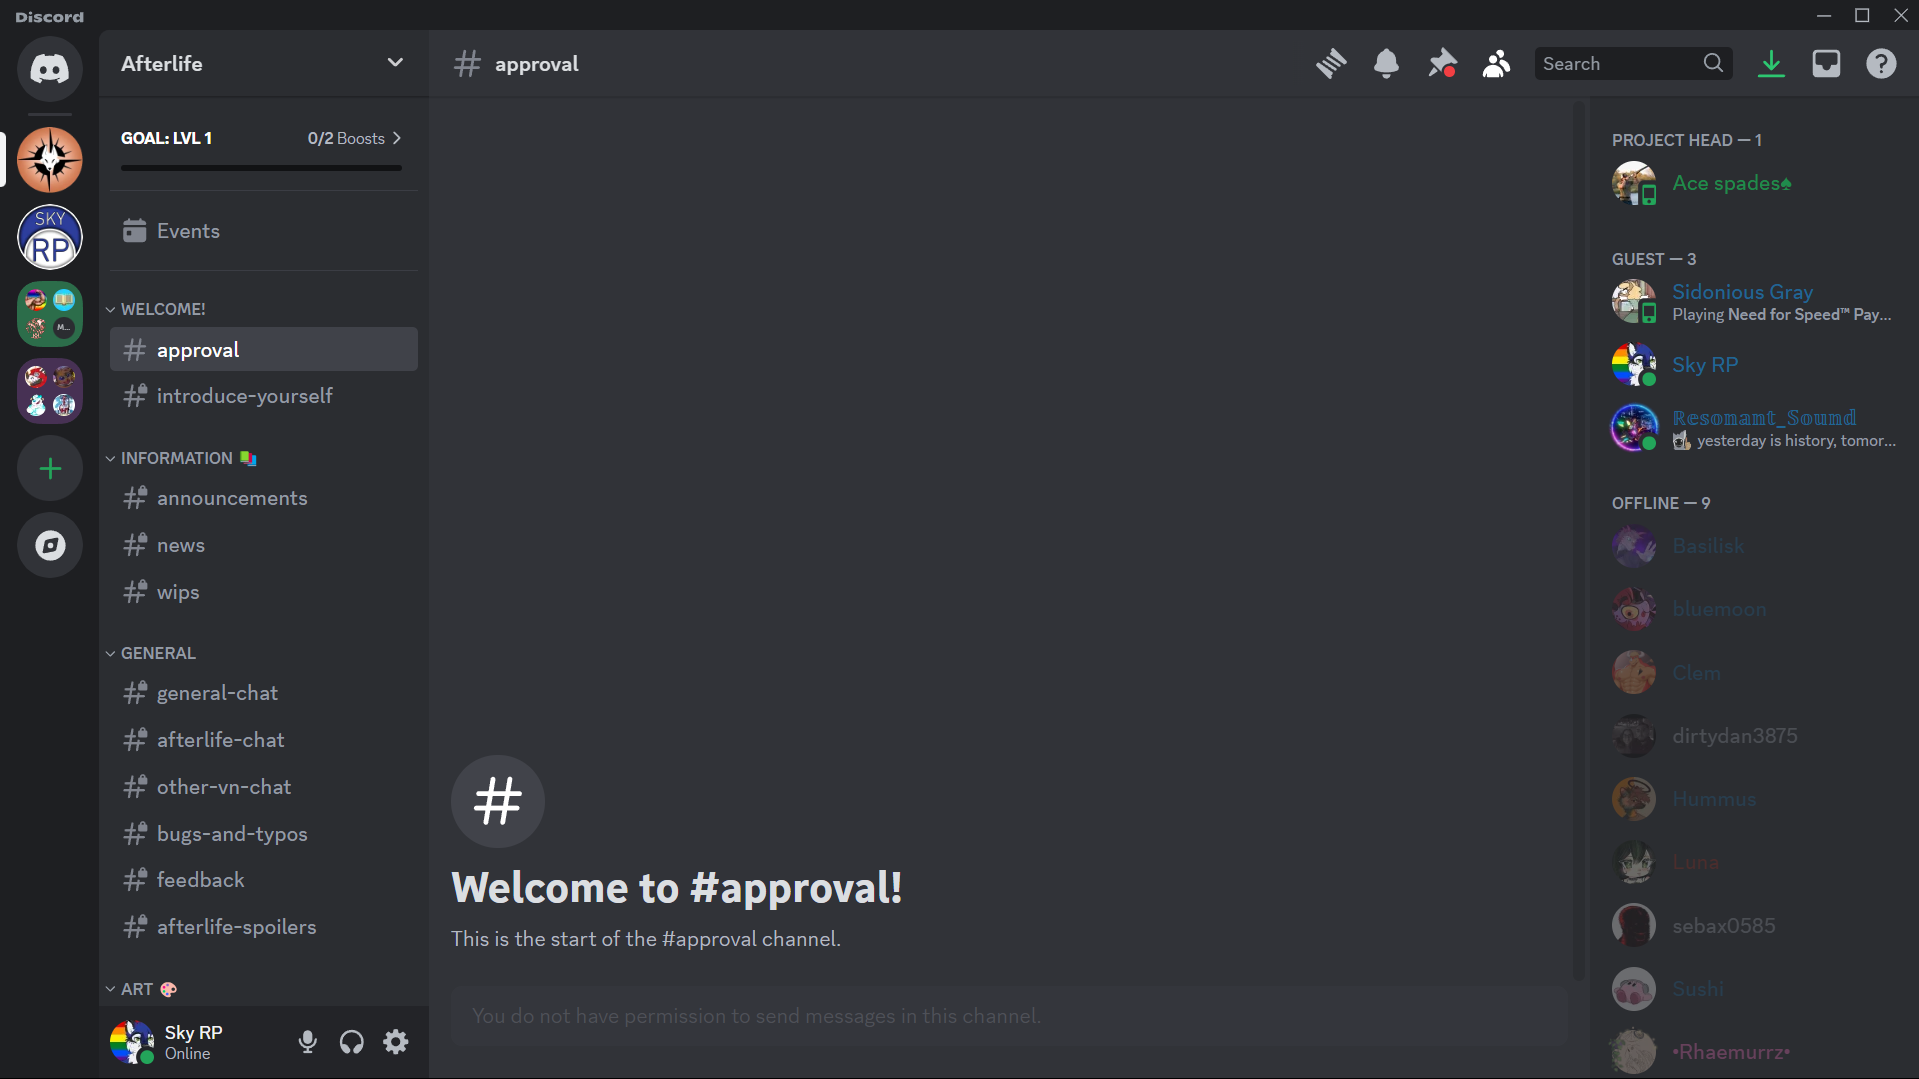 Discord
Afterlife
approval
Search
GOAL: LVL 1
0/2 Boosts
Events
WELCOME!
approval
introduce-yourself
INFORMATION
announcements
news
wips
GENERAL
general-chat
afterlife-chat
other-vn-chat
bugs-and-typos
feedback
afterlife-spoilers
ART
Sky RP
Online
SKY
RP
M...
Welcome to #approval!
This is the start of the #approval channel.
You do not have permission to send messages in this channel.
PROJECT HEAD — 1
Ace spades♠
GUEST — 3
Sidonious Gray
Playing Need for Speed™ Pay...
Sky RP
ℝ𝕖𝕤𝕠𝕟𝕒𝕟𝕥_𝕊𝕠𝕦𝕟𝕕
yesterday is history, tomor...
OFFLINE — 9
Basilisk
bluemoon
Clem
dirtydan3875
Hummus
Luna
sebax0585
Sushi
•Rhaemurrz•